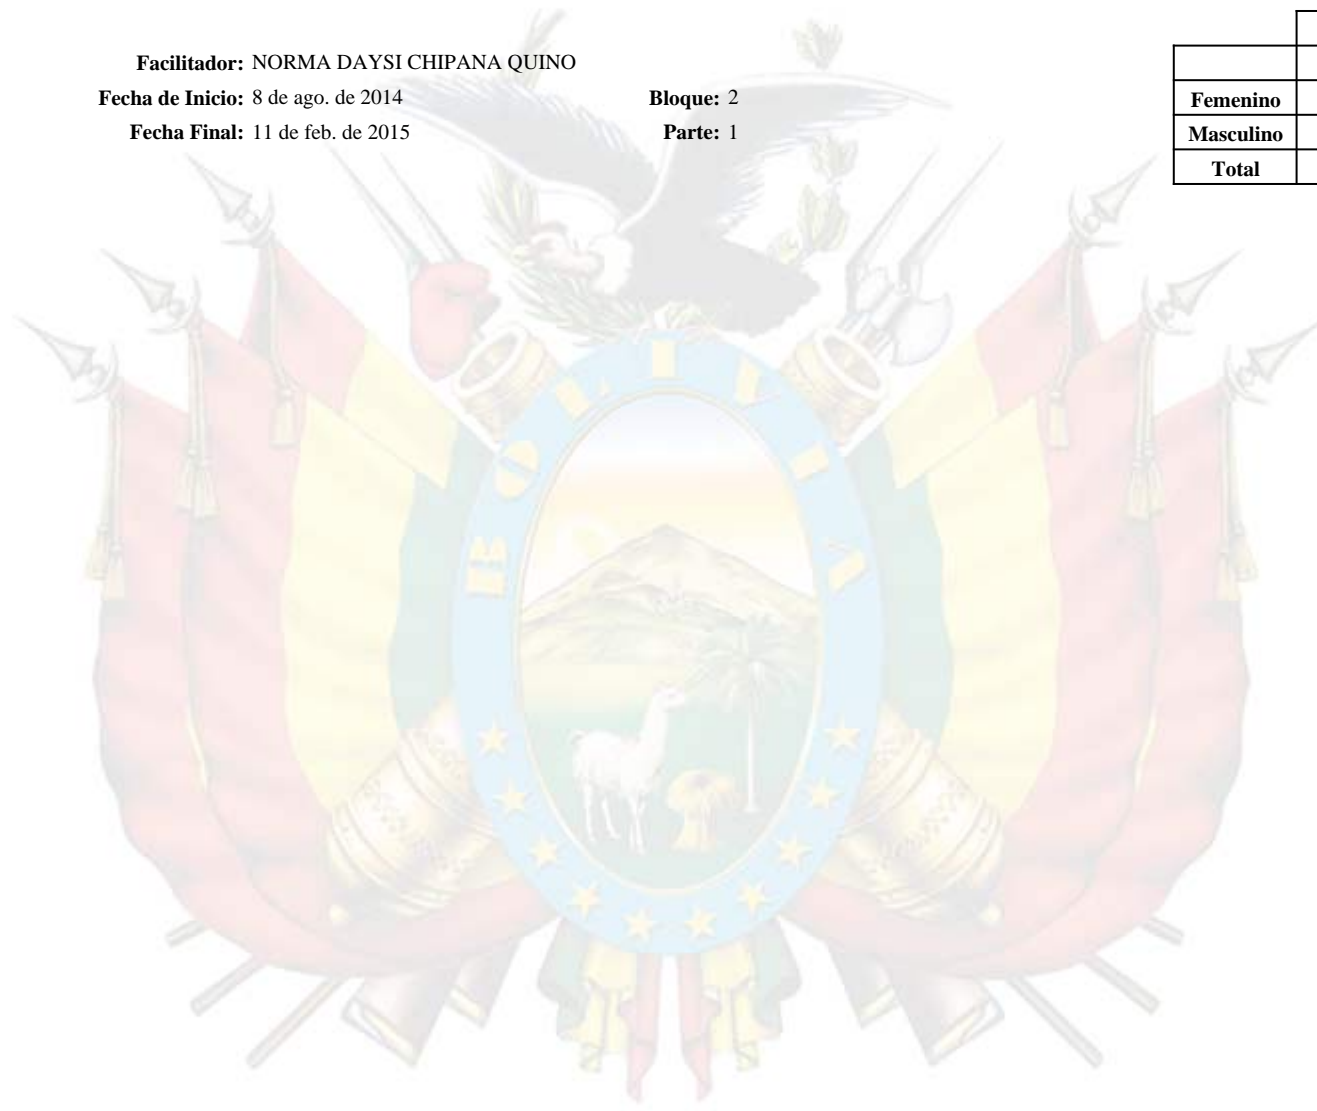 Facilitador: NORMA DAYSI CHIPANA QUINO
Fecha de Inicio: 8 de ago. de 2014 Bloque: 2
Fecha Final: 11 de feb. de 2015 Parte: 1
Femenino
Masculino
Total
BOLIVIA